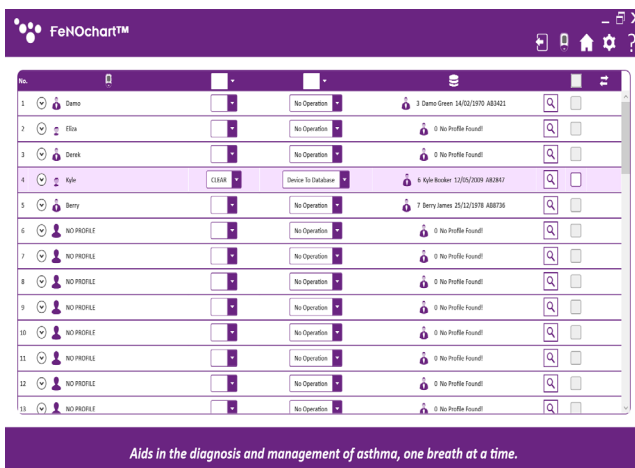 FeNOchart™
?
No.
1 Damo No Operation 3 Damo Green 14/02/1970 AB3421
2 Eliza No Operation 0 No Profile Found!
3 Derek No Operation 0 No Profile Found!
4 Kyle CLEAR Device To Database 6 Kyle Booker 12/05/2009 AB2847
5 Berry No Operation 7 Berry James 25/12/1978 AB8736
6 NO PROFILE No Operation 0 No Profile Found!
7 NO PROFILE No Operation 0 No Profile Found!
8 NO PROFILE No Operation 0 No Profile Found!
9 NO PROFILE No Operation 0 No Profile Found!
10 NO PROFILE No Operation 0 No Profile Found!
11 NO PROFILE No Operation 0 No Profile Found!
12 NO PROFILE No Operation 0 No Profile Found!
13 NO PROFILE No Operation 0 No Profile Found!
Aids in the diagnosis and management of asthma, one breath at a time.